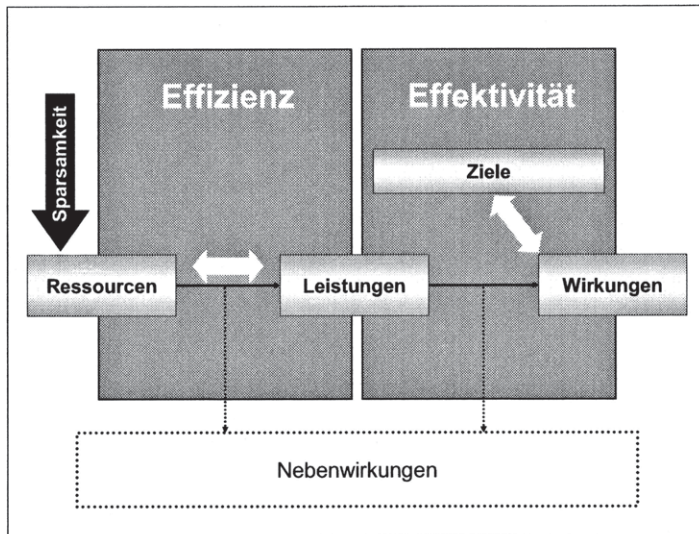 Effizienz
Effektivität
Sparsamkeit
Ziele
Ressourcen
Leistungen
Wirkungen
Nebenwirkungen